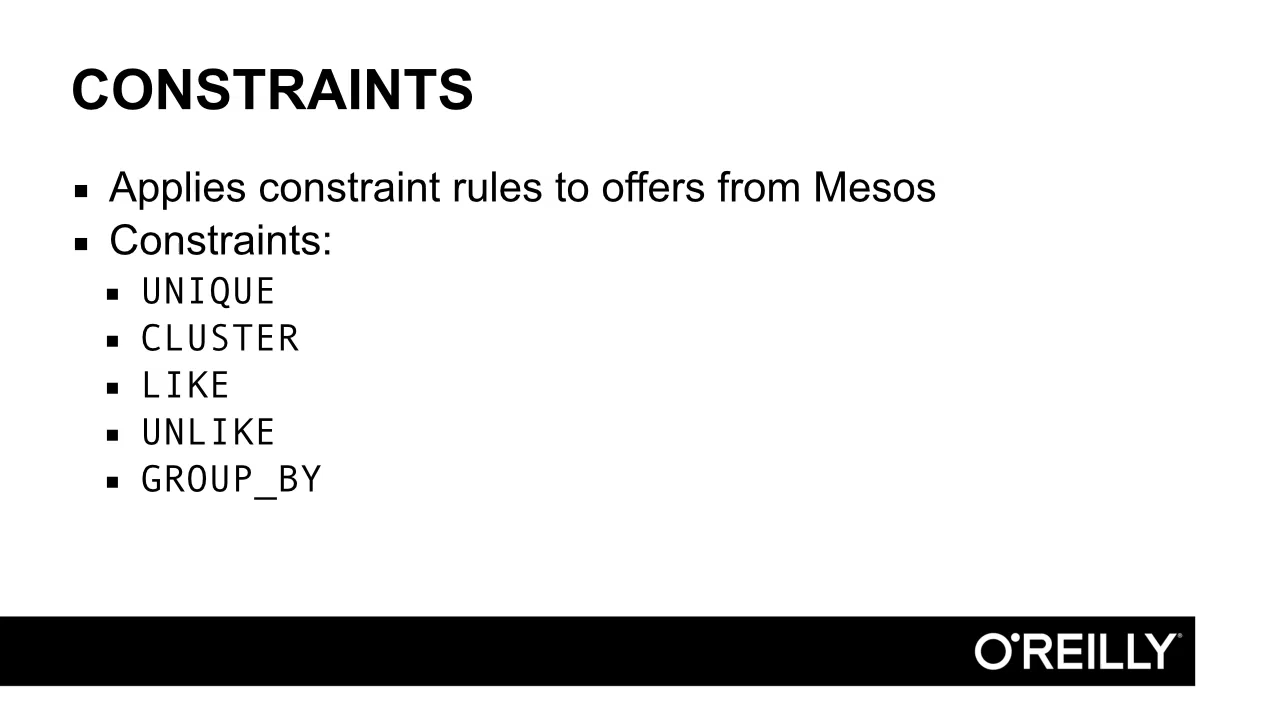 CONSTRAINTS
▪ Applies constraint rules to offers from Mesos
▪ Constraints:
▪ UNIQUE
▪ CLUSTER
▪ LIKE
▪ UNLIKE
▪ GROUP_BY
O'REILLY®